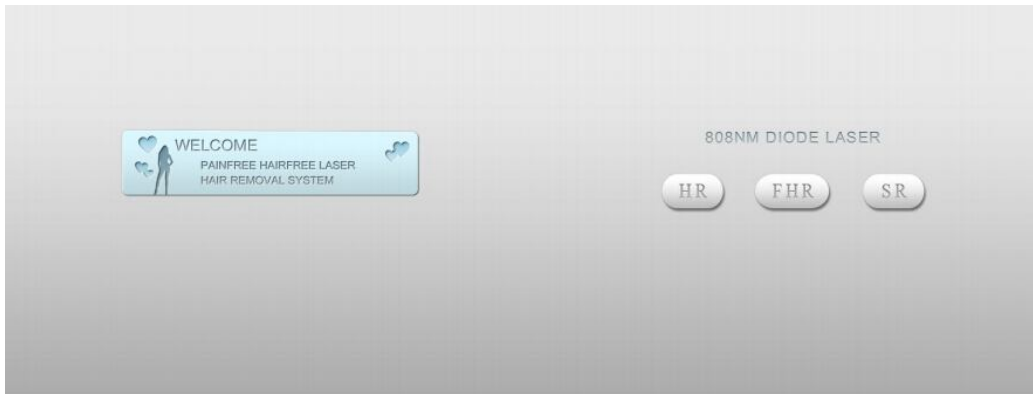 WELCOME
PAINFREE HAIRFREE LASER
HAIR REMOVAL SYSTEM
808NM DIODE LASER
HR FHR SR